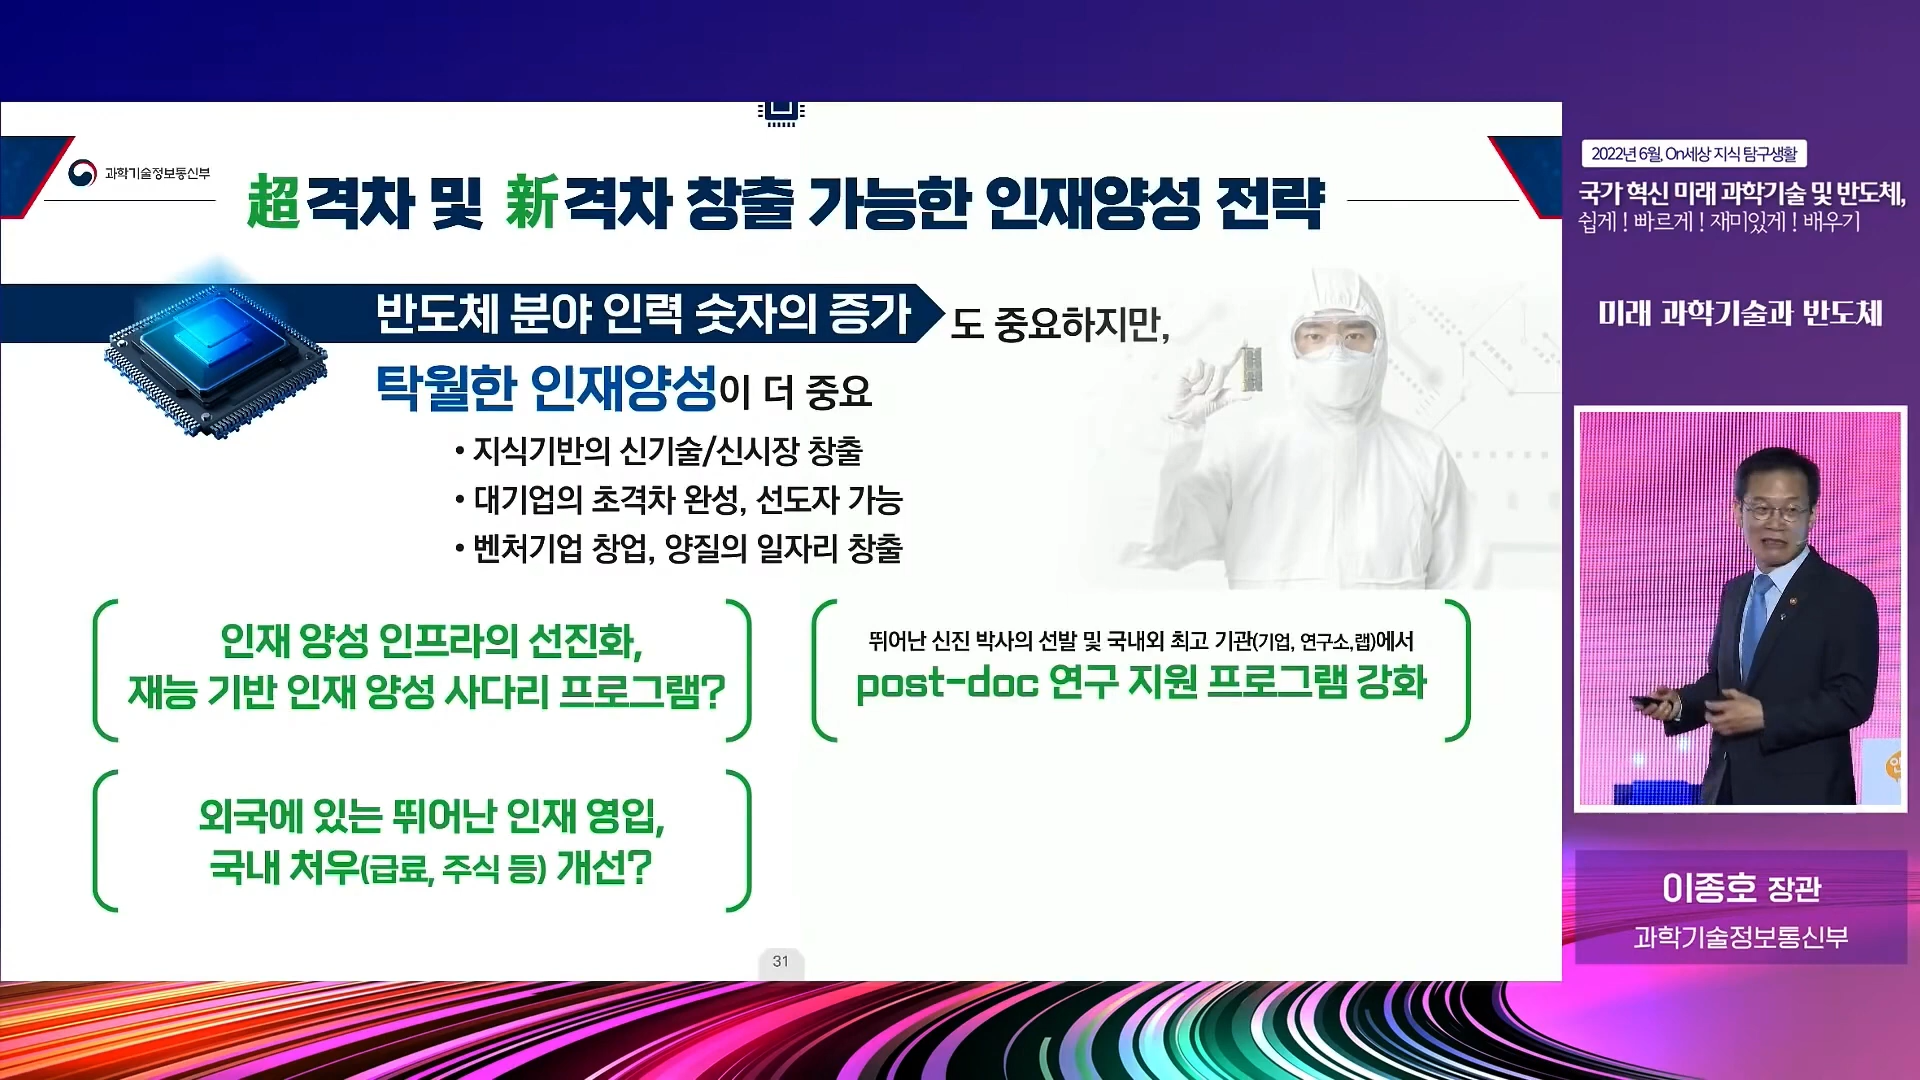 과학기술정보통신부
超격차 및 新격차 창출 가능한 인재양성 전략
반도체 분야 인력 숫자의 증가도 중요하지만,
탁월한 인재양성이 더 중요
• 지식기반의 신기술/신시장 창출
• 대기업의 초격차 완성, 선도자 가능
• 벤처기업 창업, 양질의 일자리 창출
인재 양성 인프라의 선진화,
재능 기반 인재 양성 사다리 프로그램?
뛰어난 신진 박사의 선발 및 국내외 최고 기관(기업, 연구소,랩)에서
post-doc 연구 지원 프로그램 강화
외국에 있는 뛰어난 인재 영입,
국내 처우(급료, 주식 등) 개선?
31
2022년 6월, On세상 지식 탐구생활
국가 혁신 미래 과학기술 및 반도체,
쉽게 ! 빠르게 ! 재미있게 ! 배우기
미래 과학기술과 반도체
이종호 장관
과학기술정보통신부